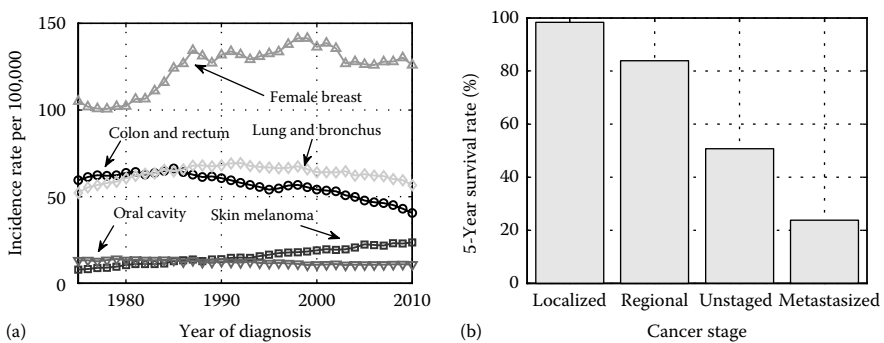 150
100
50
0
Incidence rate per 100,000
Female breast
Colon and rectum
Lung and bronchus
Oral cavity
Skin melanoma
1980
1990
2000
2010
Year of diagnosis
(a)
100
80
60
40
20
0
5-Year survival rate (%)
Localized
Regional
Unstaged
Metastasized
Cancer stage
(b)